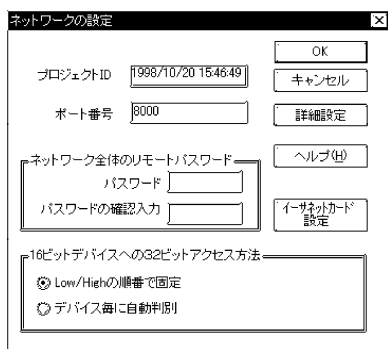 ネットワークの設定
OK
プロジェクトID 1998/10/20 15:46:49
キャンセル
ポート番号 8000
詳細設定
ネットワーク全体のリモートパスワード
ヘルプ(H)
パスワード
パスワードの確認入力
イーサネットカード
設定
16ビットデバイスへの32ビットアクセス方法
Low/Highの順番で固定
デバイス毎に自動判別